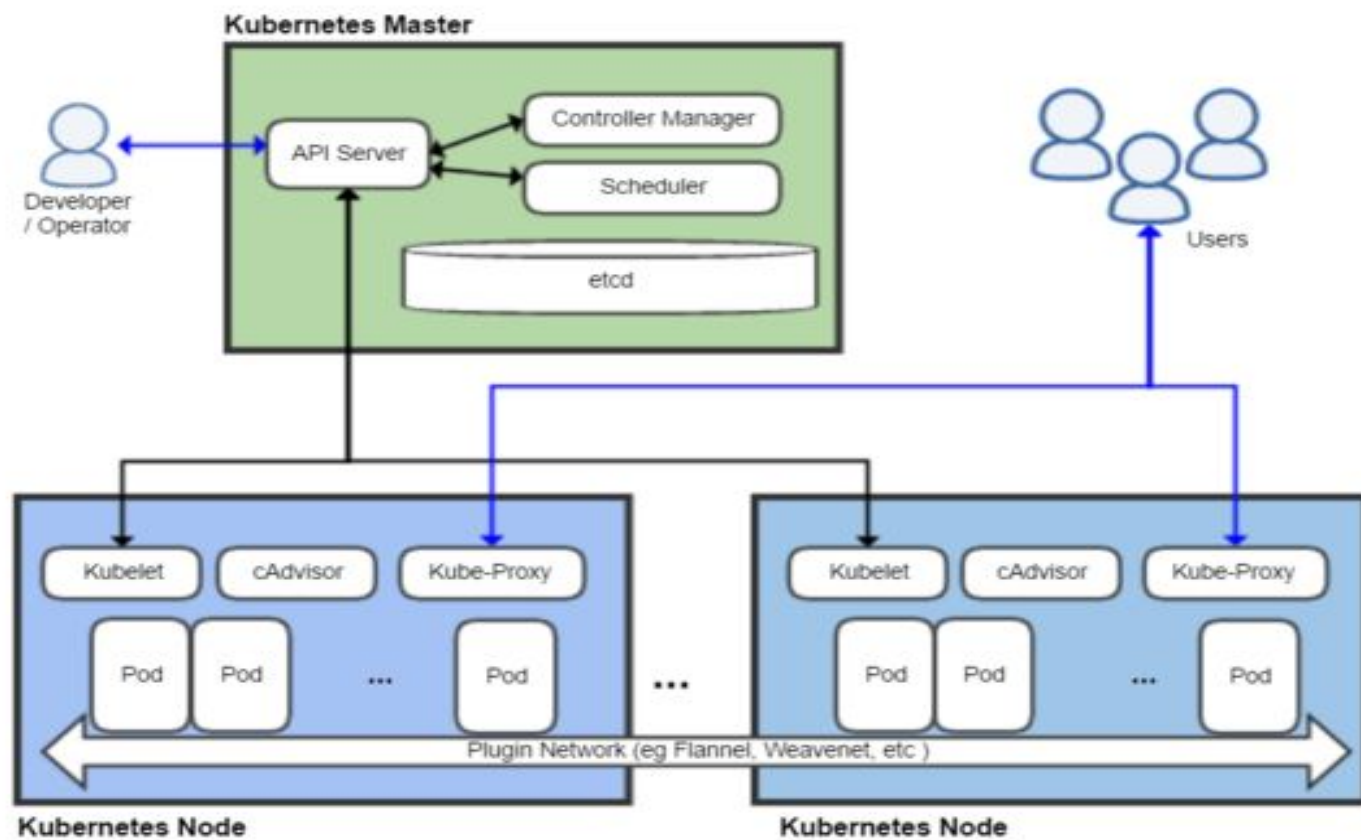 Kubernetes Master
Controller Manager
API Server
Scheduler
etcd
Developer
/ Operator
Users
Kubelet
cAdvisor
Kube-Proxy
Kubelet
cAdvisor
Kube-Proxy
Pod
Pod
...
Pod
...
Pod
Pod
...
Pod
Plugin Network (eg Flannel, Weavenet, etc )
Kubernetes Node
Kubernetes Node